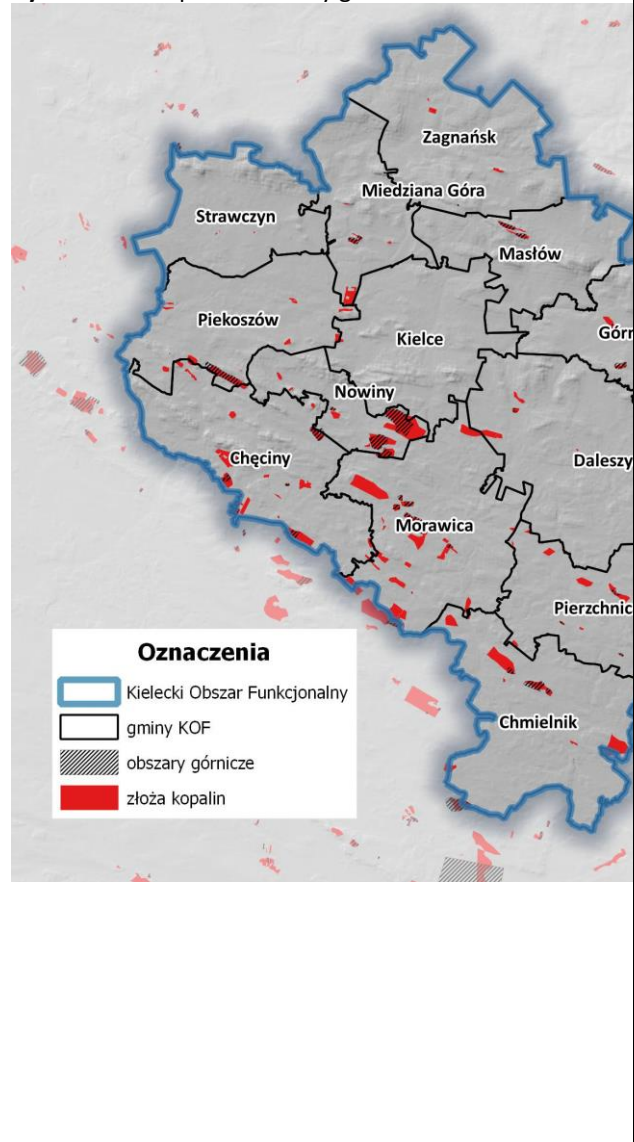 Zagnańsk
Miedziana Góra
Strawczyn
Masłów
Piekoszów
Kielce
Nowiny
Chęciny
Morawica
Chmielnik
Oznaczenia
Kielecki Obszar Funkcjonalny
gminy KOF
obszary górnicze
złoża kopalin